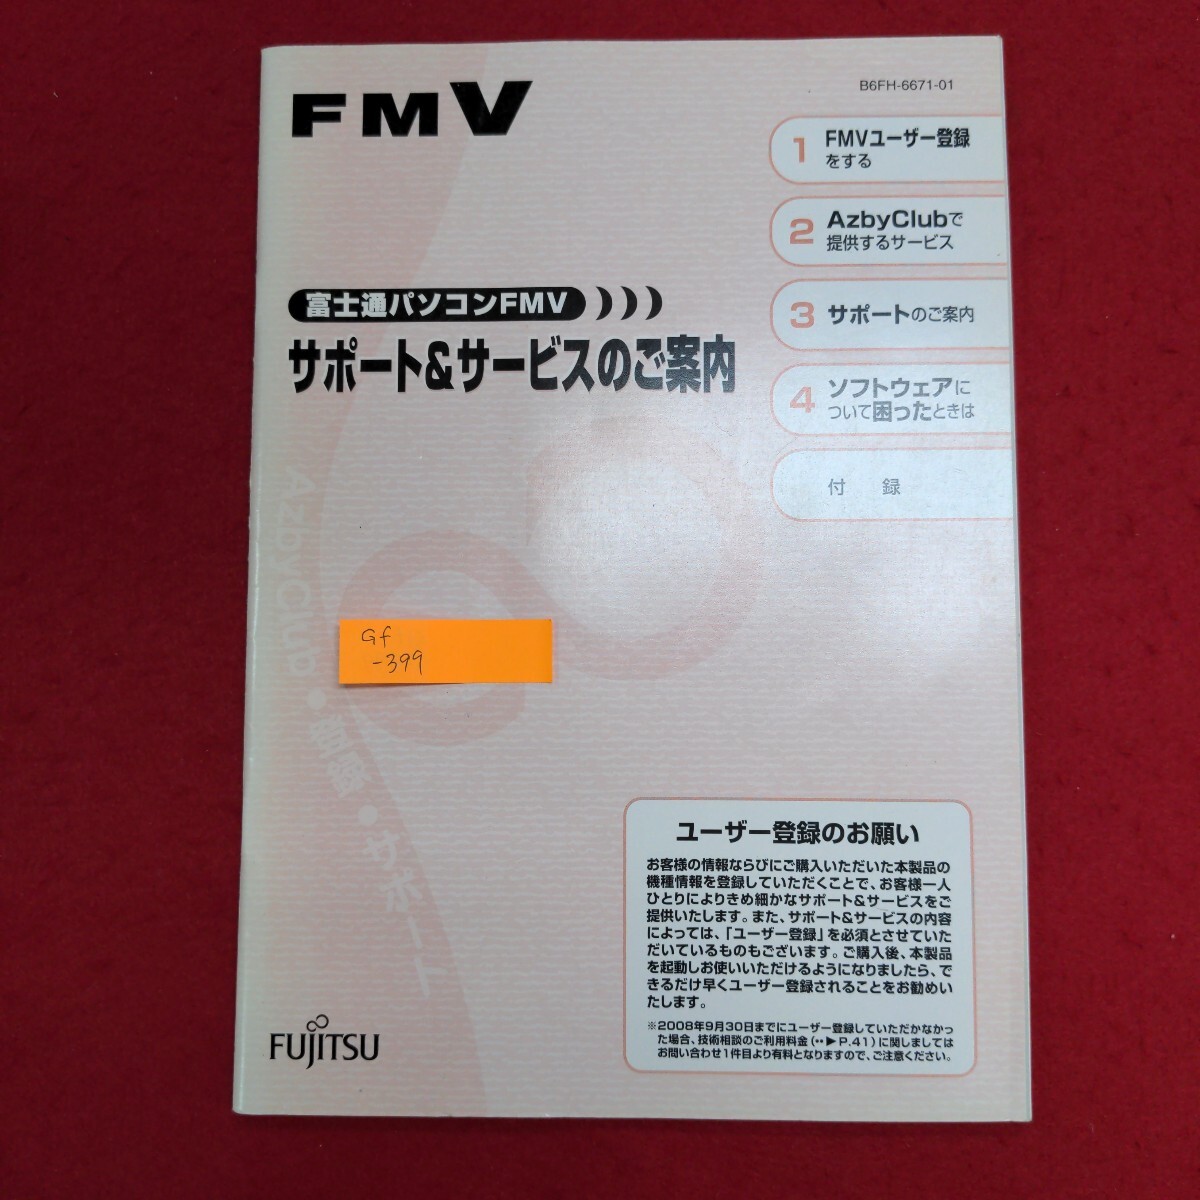 B6FH-6671-01
FMV
1 FMVユーザー登録
をする
2 AzbyClubで
提供するサービス
3 サポートのご案内
4 ソフトウェアに
ついて困ったときは
付 録
富士通パソコンFMV
サポート&サービスのご案内
AzbyClub・登録・サポート
Gf
-399
ユーザー登録のお願い
お客様の情報ならびにご購入いただいた本製品の
機種情報を登録していただくことで、お客様一人
ひとりによりきめ細かなサポート&サービスをご
提供いたします。また、サポート&サービスの内容
によっては、「ユーザー登録」を必須とさせていた
だいているものもございます。ご購入後、本製品
を起動しお使いいただけるようになりましたら、で
きるだけ早くユーザー登録されることをお勧めい
たします。
※2008年9月30日までにユーザー登録していただかなかっ
た場合、技術相談のご利用料金(••▶P.41)に関しましては
お問い合わせ1件目より有料となりますので、ご注意ください。
FUJITSU